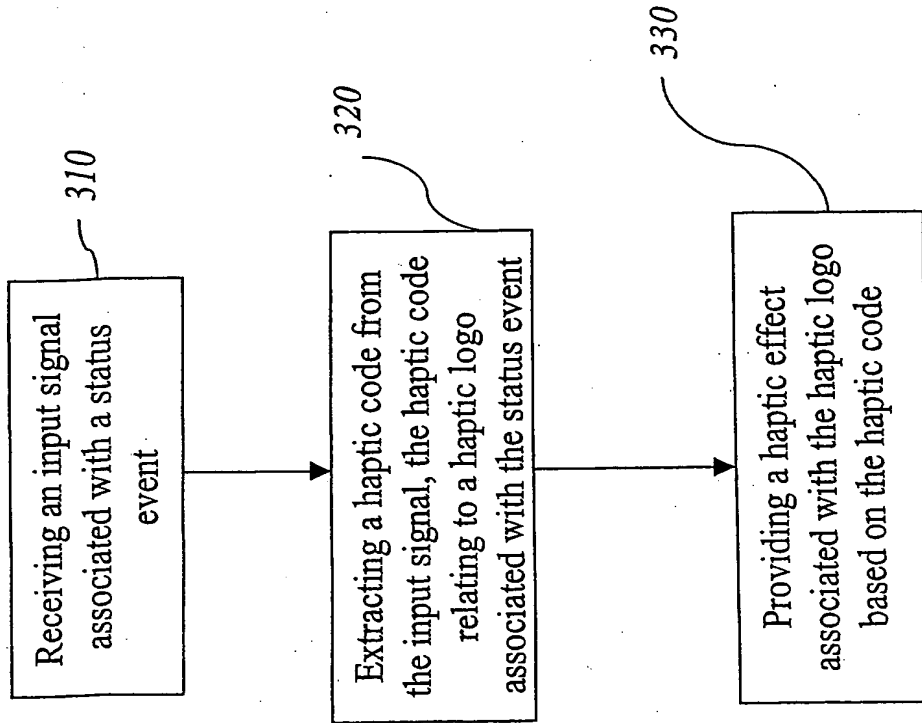 310
Receiving an input signal
associated with a status
event
320
Extracting a haptic code from
the input signal, the haptic code
relating to a haptic logo
associated with the status event
330
Providing a haptic effect
associated with the haptic logo
based on the haptic code